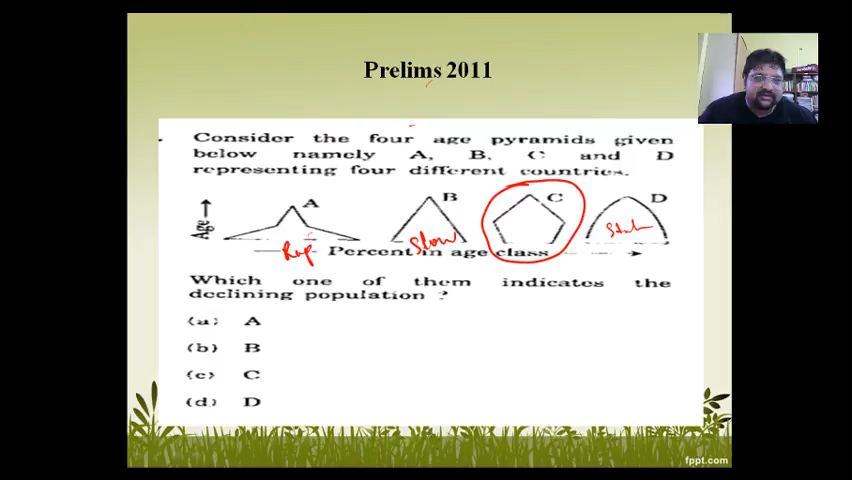 Prelims 2011
Consider the four age pyramids given
below namely A, B, C and D
representing four different countries.
A B C D
Age
Rap Slow
Percent in age class
Which one of them indicates the
declining population ?
(a) A
(b) B
(c) C
(d) D
fppt.com